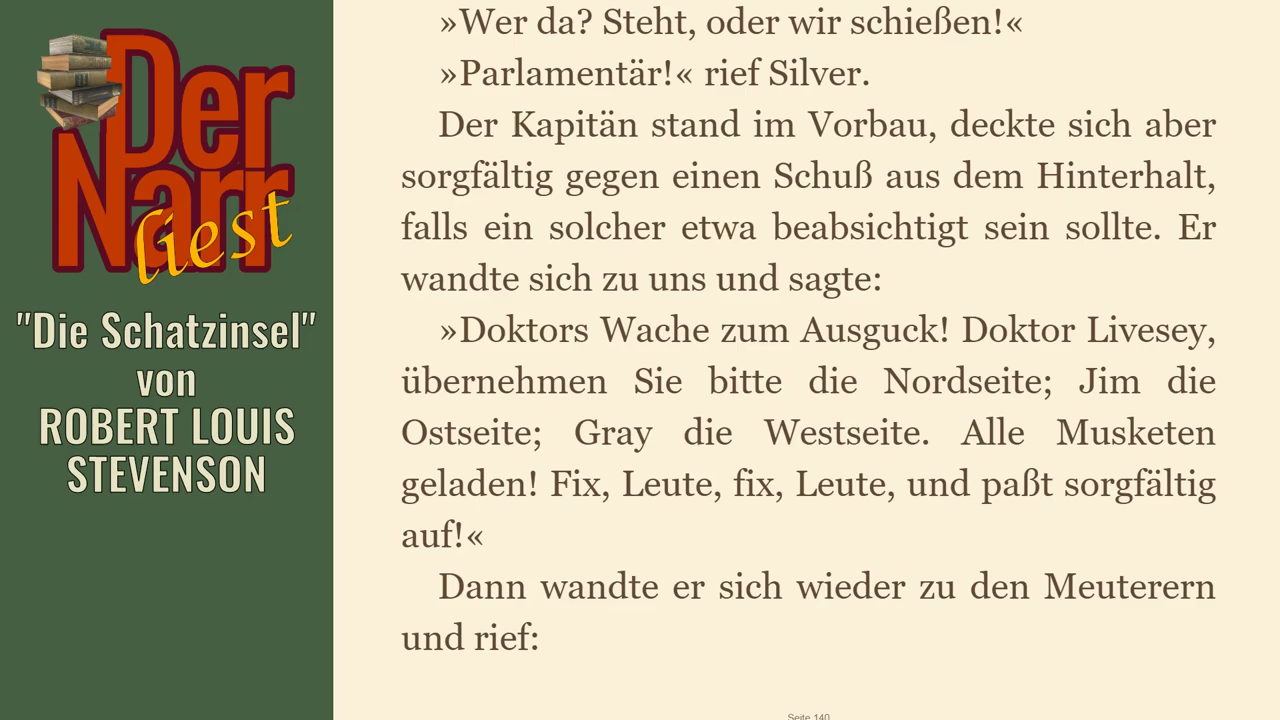 Der
Narr
liest
"Die Schatzinsel"
von
ROBERT LOUIS
STEVENSON
»Wer da? Steht, oder wir schießen!«
»Parlamentär!« rief Silver.
Der Kapitän stand im Vorbau, deckte sich aber
sorgfältig gegen einen Schuß aus dem Hinterhalt,
falls ein solcher etwa beabsichtigt sein sollte. Er
wandte sich zu uns und sagte:
»Doktors Wache zum Ausguck! Doktor Livesey,
übernehmen Sie bitte die Nordseite; Jim die
Ostseite; Gray die Westseite. Alle Musketen
geladen! Fix, Leute, fix, Leute, und paßt sorgfältig
auf!«
Dann wandte er sich wieder zu den Meuterern
und rief:
Seite 140